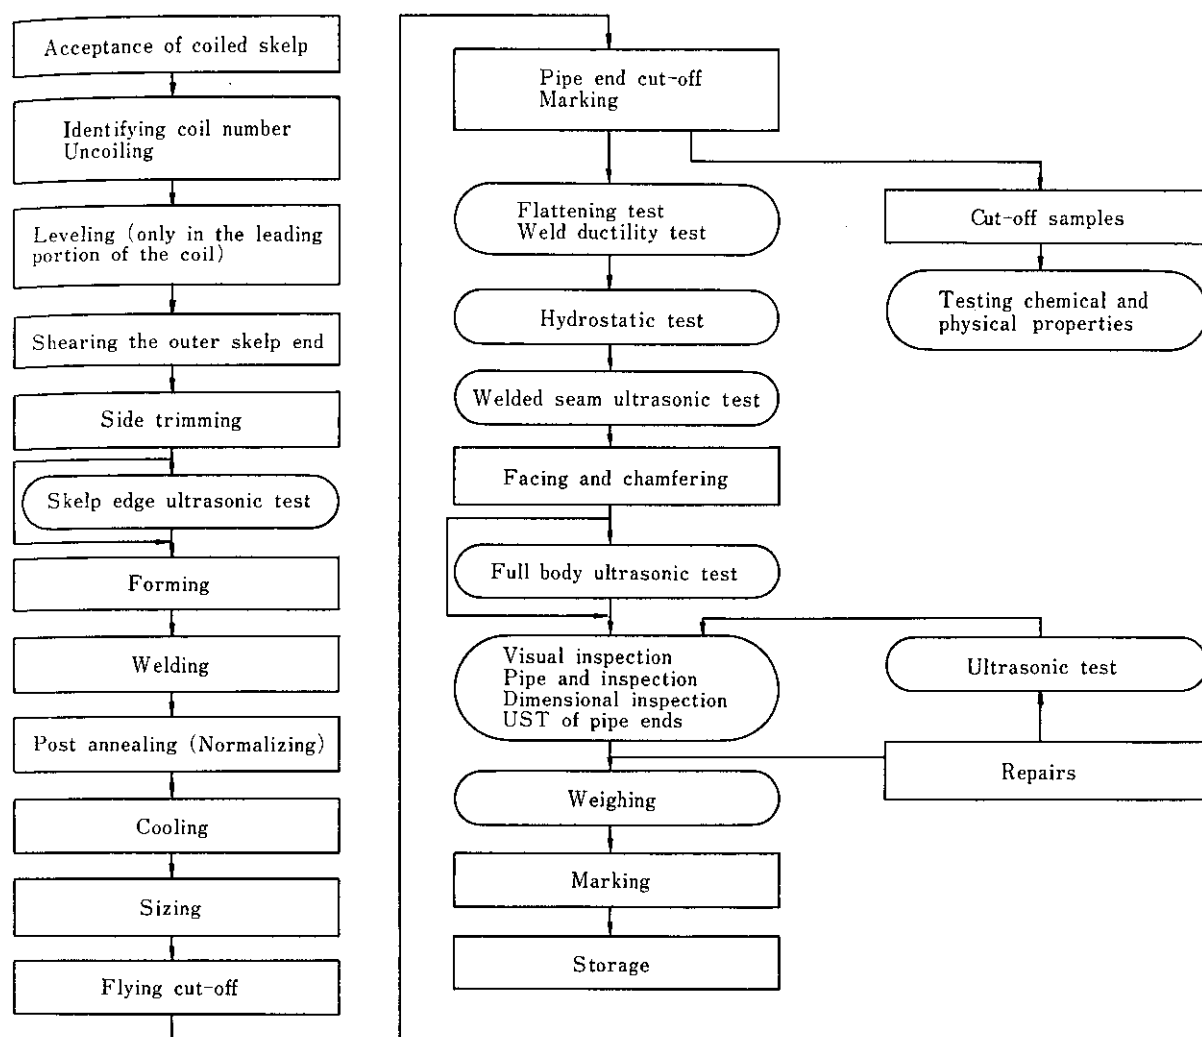 Acceptance of coiled skelp
Identifying coil number
Uncoiling
Leveling (only in the leading
portion of the coil)
Shearing the outer skelp end
Side trimming
Skelp edge ultrasonic test
Forming
Welding
Post annealing (Normalizing)
Cooling
Sizing
Flying cut-off
Pipe end cut-off
Marking
Flattening test
Weld ductility test
Hydrostatic test
Welded seam ultrasonic test
Facing and chamfering
Full body ultrasonic test
Visual inspection
Pipe and inspection
Dimensional inspection
UST of pipe ends
Weighing
Marking
Storage
Cut-off samples
Testing chemical and
physical properties
Ultrasonic test
Repairs